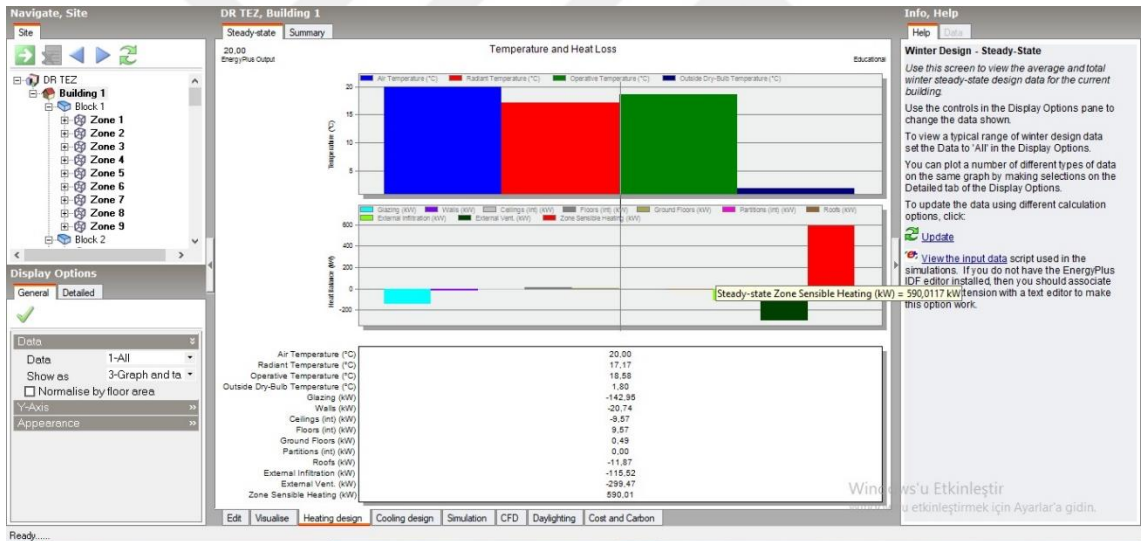 Navigate, Site
Site
DR TEZ
Building 1
Block 1
Zone 1
Zone 2
Zone 3
Zone 4
Zone 5
Zone 6
Zone 7
Zone 8
Zone 9
Block 2
Display Options
General Detailed
Data
Data 1-All
Show as 3-Graph and ta
Normalise by floor area
Y-Axis
Appearance
DR TEZ, Building 1
Steady-state Summary
20,00
EnergyPlus Output
Temperature and Heat Loss
Educational
Air Temperature (°C) Radiant Temperature (°C) Operative Temperature (°C) Outside Dry-Bulb Temperature (°C)
Temperature (°C)
20
15
10
5
Glazing (kW) Walls (kW) Ceilings (int) (kW) Floors (int) (kW) Ground Floors (kW) Partitions (int) (kW) Roofs (kW)
External Infiltration (kW) External Vent. (kW) Zone Sensible Heating (kW)
Heat Balance (kW)
600
400
200
0
-200
Steady-state Zone Sensible Heating (kW) = 590,0117 kW
Air Temperature (°C) 20,00
Radiant Temperature (°C) 17,17
Operative Temperature (°C) 18,58
Outside Dry-Bulb Temperature (°C) 1,80
Glazing (kW) -142,95
Walls (kW) -20,74
Ceilings (int) (kW) -9,57
Floors (int) (kW) 9,57
Ground Floors (kW) 0,49
Partitions (int) (kW) 0,00
Roofs (kW) -11,87
External Infiltration (kW) -115,52
External Vent. (kW) -299,47
Zone Sensible Heating (kW) 590,01
Edit Visualise Heating design Cooling design Simulation CFD Daylighting Cost and Carbon
Info, Help
Help Data
Winter Design - Steady-State
Use this screen to view the average and total
winter steady-state design data for the current
building.
Use the controls in the Display Options pane to
change the data shown.
To view a typical range of winter design data
set the Data to 'All' in the Display Options.
You can plot a number of different types of data
on the same graph by making selections on the
Detailed tab of the Display Options.
To update the data using different calculation
options, click:
Update
View the input data script used in the
simulations. If you do not have the EnergyPlus
IDF editor installed, then you should associate
tension with a text editor to make
this option work.
Windows'u Etkinleştir
u etkinleştirmek için Ayarlar'a gidin.
Ready.....